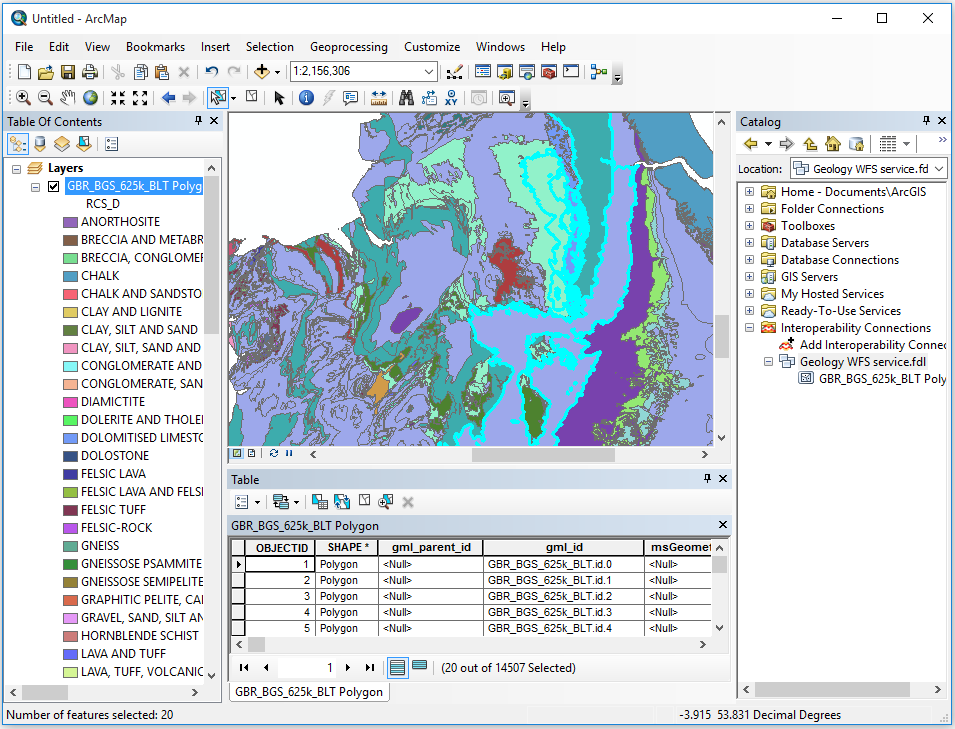 Untitled - ArcMap
File Edit View Bookmarks Insert Selection Geoprocessing Customize Windows Help
1:2,156,306
Table Of Contents
Layers
GBR_BGS_625k_BLT Polyg
RCS_D
ANORTHOSITE
BRECCIA AND METABR
BRECCIA, CONGLOMER
CHALK
CHALK AND SANDSTO
CLAY AND LIGNITE
CLAY, SILT AND SAND
CLAY, SILT, SAND AND
CONGLOMERATE AND
CONGLOMERATE, SAN
DIAMICTITE
DOLERITE AND THOLEI
DOLOMITISED LIMESTO
DOLOSTONE
FELSIC LAVA
FELSIC LAVA AND FELSI
FELSIC TUFF
FELSIC-ROCK
GNEISS
GNEISSOSE PSAMMITE
GNEISSOSE SEMIPELITE
GRAPHITIC PELITE, CAL
GRAVEL, SAND, SILT AN
HORNBLENDE SCHIST
LAVA AND TUFF
LAVA, TUFF, VOLCANIC
Table
GBR_BGS_625k_BLT Polygon
OBJECTID SHAPE * gml_parent_id gml_id msGeomet
1 Polygon <Null> GBR_BGS_625k_BLT.id.0 <Null>
2 Polygon <Null> GBR_BGS_625k_BLT.id.1 <Null>
3 Polygon <Null> GBR_BGS_625k_BLT.id.2 <Null>
4 Polygon <Null> GBR_BGS_625k_BLT.id.3 <Null>
5 Polygon <Null> GBR_BGS_625k_BLT.id.4 <Null>
1 (20 out of 14507 Selected)
GBR_BGS_625k_BLT Polygon
Catalog
Location: Geology WFS service.fd
Home - Documents\ArcGIS
Folder Connections
Toolboxes
Database Servers
Database Connections
GIS Servers
My Hosted Services
Ready-To-Use Services
Interoperability Connections
Add Interoperability Connec
Geology WFS service.fdl
GBR_BGS_625k_BLT Poly
Number of features selected: 20
-3.915 53.831 Decimal Degrees